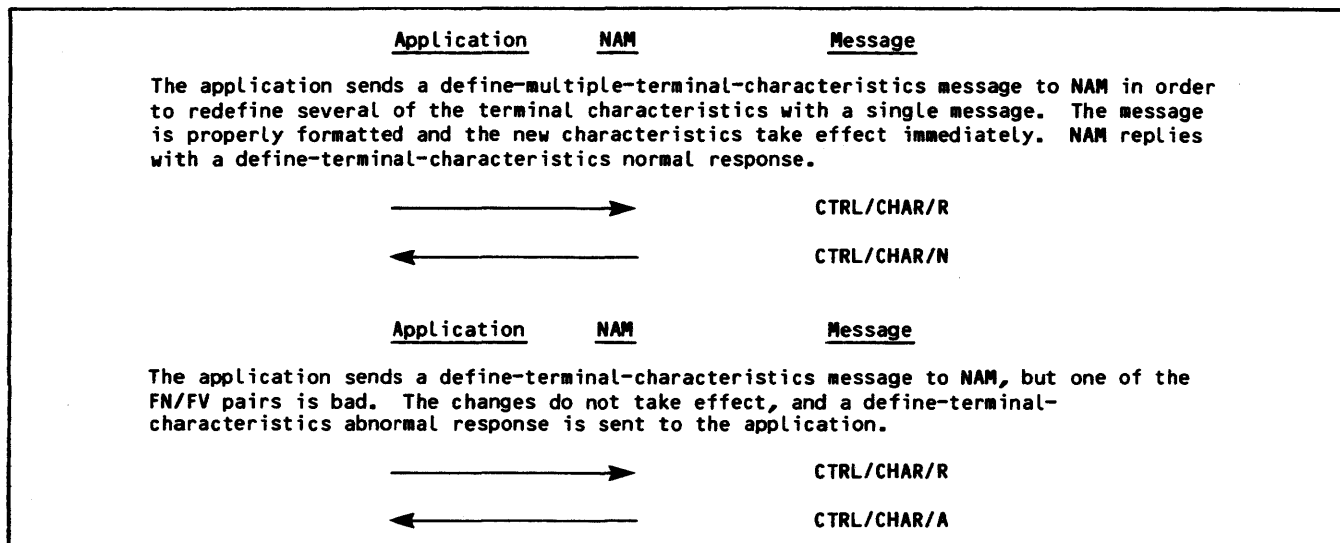 Application NAM Message
The application sends a define-multiple-terminal-characteristics message to NAM in order
to redefine several of the terminal characteristics with a single message. The message
is properly formatted and the new characteristics take effect immediately. NAM replies
with a define-terminal-characteristics normal response.
CTRL/CHAR/R
CTRL/CHAR/N
Application NAM Message
The application sends a define-terminal-characteristics message to NAM, but one of the
FN/FV pairs is bad. The changes do not take effect, and a define-terminal-
characteristics abnormal response is sent to the application.
CTRL/CHAR/R
CTRL/CHAR/A